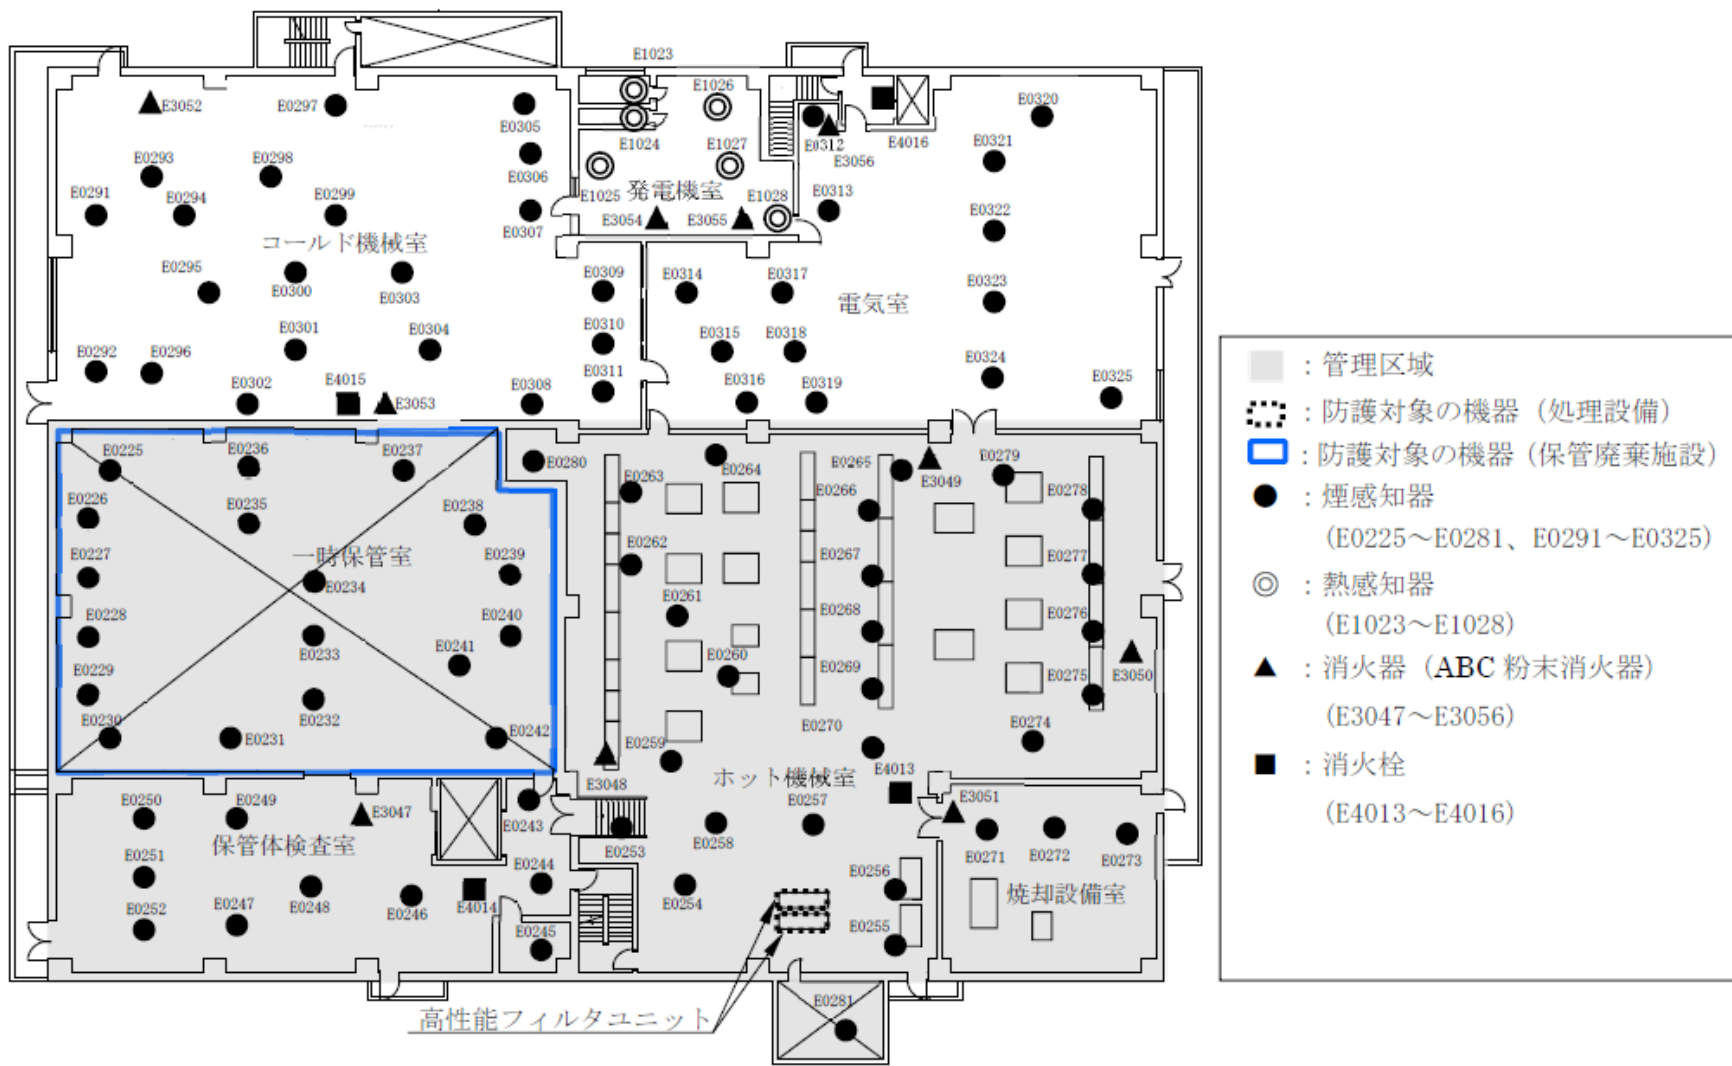 E1023
E3052
E0297
E0305
E1026
E0320
E0312
E4016
E1024
E1027
E3056
E0321
E0293
E0298
E0306
E1025
発電機室
E1028
E0313
E0291
E0294
E0299
E0307
E3054
E3055
E0322
コールド機械室
E0295
E0300
E0303
E0309
E0314
E0317
E0323
電気室
E0301
E0304
E0310
E0315
E0318
E0292
E0296
E0311
E0324
E0302
E4015
E3053
E0308
E0316
E0319
E0325
E0225
E0236
E0237
E0280
E0264
E0265
E3049
E0279
E0263
E0266
E0278
E0226
E0235
E0238
E0227
一時保管室
E0239
E0262
E0267
E0277
E0234
E0261
E0228
E0240
E0268
E0276
E0233
E0241
E0260
E0269
E0275
E3050
E0229
E0232
E0230
E0231
E0242
E0259
E0270
E0274
E3048
ホット機械室
E4013
E0250
E0249
E3047
E0243
E0257
E3051
保管体検査室
E0253
E0258
E0271
E0272
E0273
E0251
E0244
E0256
焼却設備室
E0252
E0247
E0248
E0246
E4014
E0254
E0245
E0255
高性能フィルタユニット
E0281
：管理区域
：防護対象の機器（処理設備）
：防護対象の機器（保管廃棄施設）
：煙感知器
（E0225～E0281、E0291～E0325）
：熱感知器
（E1023～E1028）
：消火器（ABC 粉末消火器）
（E3047～E3056）
：消火栓
（E4013～E4016）